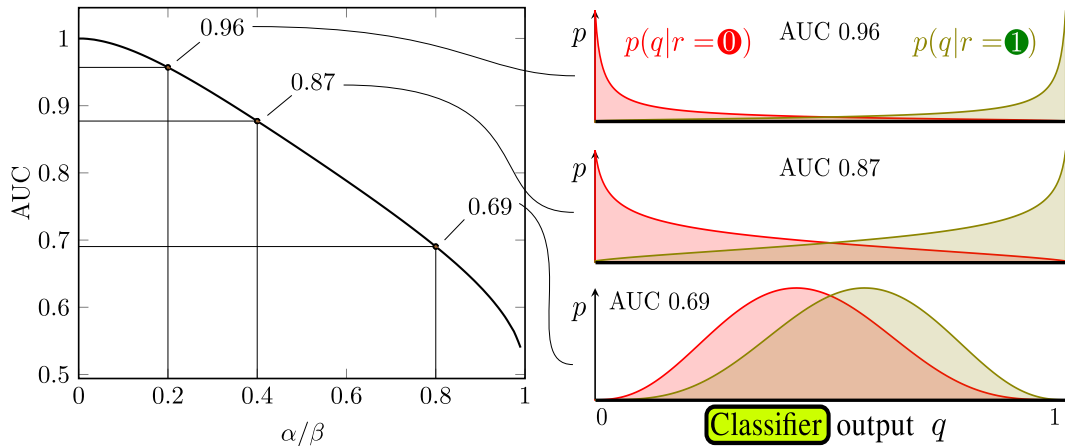 1
0.9
0.8
0.7
0.6
0.5
AUC
0 0.2 0.4 0.6 0.8 1
α/β
0.96
0.87
0.69
p
p(q|r = 0)
AUC 0.96
p(q|r = 1)
p
AUC 0.87
p
AUC 0.69
0 1
Classifier output q